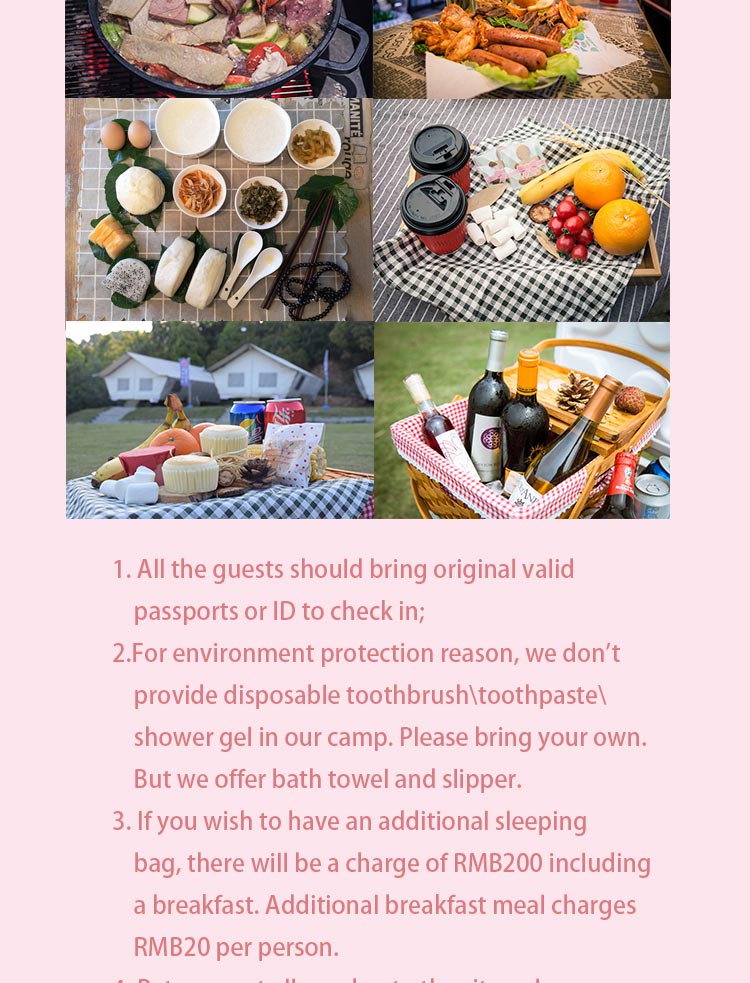 MANITÉ
1. All the guests should bring original valid
passports or ID to check in;
2.For environment protection reason, we don’t
provide disposable toothbrush\toothpaste\
shower gel in our camp. Please bring your own.
But we offer bath towel and slipper.
3. If you wish to have an additional sleeping
bag, there will be a charge of RMB200 including
a breakfast. Additional breakfast meal charges
RMB20 per person.